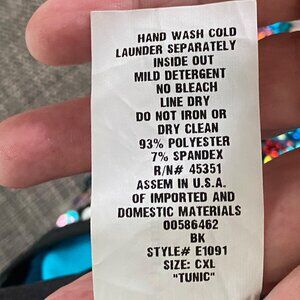 HAND WASH COLD
LAUNDER SEPARATELY
INSIDE OUT
MILD DETERGENT
NO BLEACH
LINE DRY
DO NOT IRON OR
DRY CLEAN
93% POLYESTER
7% SPANDEX
R/N# 45351
ASSEM IN U.S.A.
OF IMPORTED AND
DOMESTIC MATERIALS
00586462
BK
STYLE# E1091
SIZE: CXL
"TUNIC"